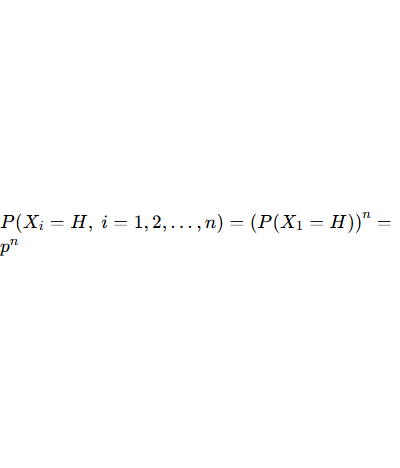 P(X_i = H, i = 1, 2, …, n) = (P(X_1 = H))^n =
p^n